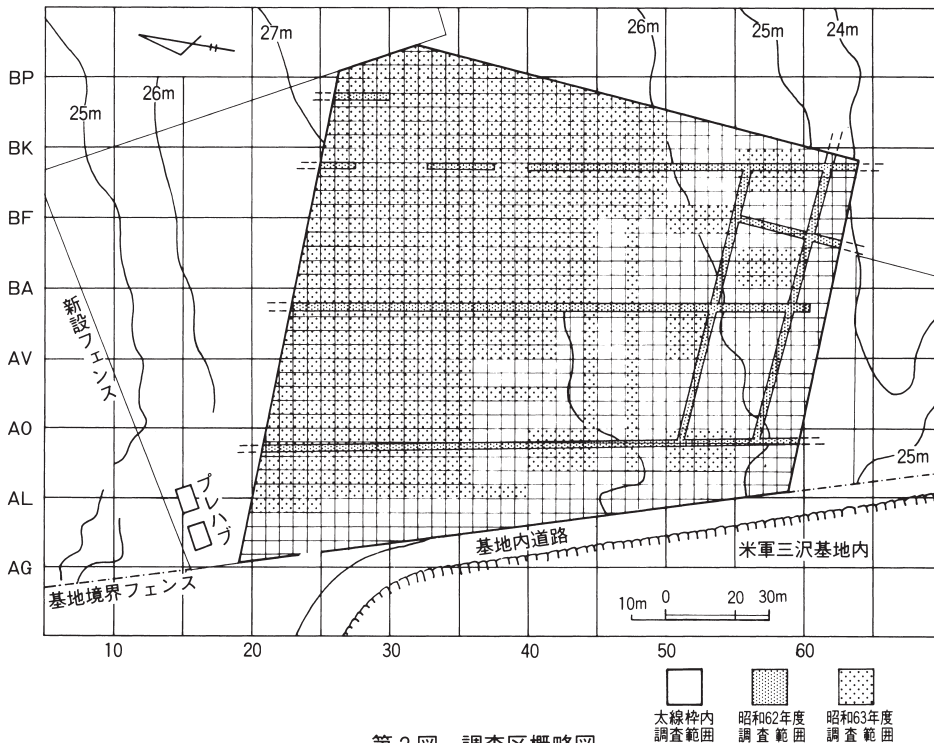 27m
26m
25m
24m
BP
26m
25m
BK
BF
BA
新設フェンス
AV
AO
25m
AL
プレハブ
基地内道路
米軍三沢基地内
AG
基地境界フェンス
10m 0 20 30m
10 20 30 40 50 60
太線枠内
調査範囲
昭和62年度
調査範囲
昭和63年度
調査範囲